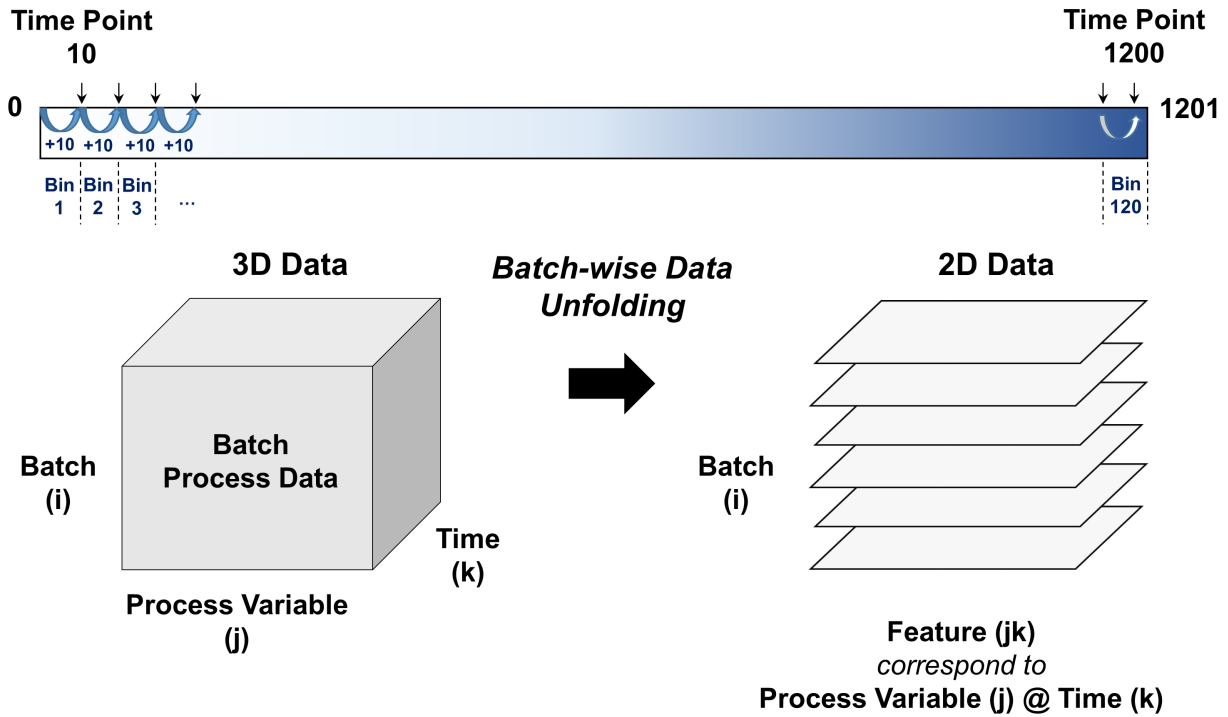 Time Point
10
Time Point
1200
0
1201
+10 +10 +10 +10
Bin
1
Bin
2
Bin
3
...
Bin
120
3D Data
Batch-wise Data
Unfolding
2D Data
Batch
Process Data
Batch
(i)
Time
(k)
Process Variable
(j)
Batch
(i)
Feature (jk)
correspond to
Process Variable (j) @ Time (k)